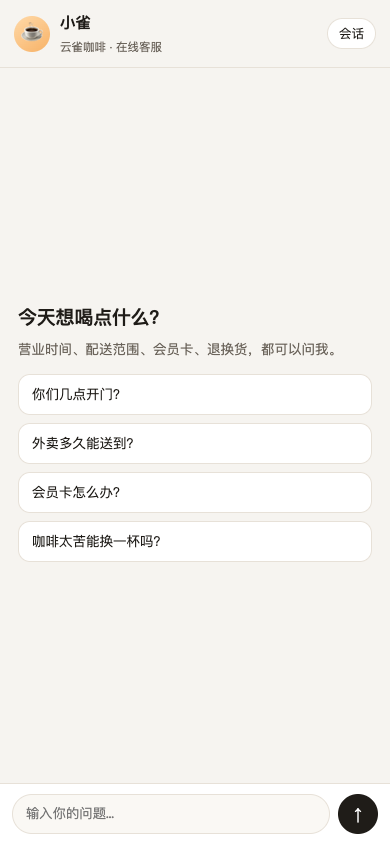 小雀
云雀咖啡 · 在线客服
会话
今天想喝点什么?
营业时间、配送范围、会员卡、退换货，都可以问我。
你们几点开门?
外卖多久能送到?
会员卡怎么办?
咖啡太苦能换一杯吗?
输入你的问题...
↑